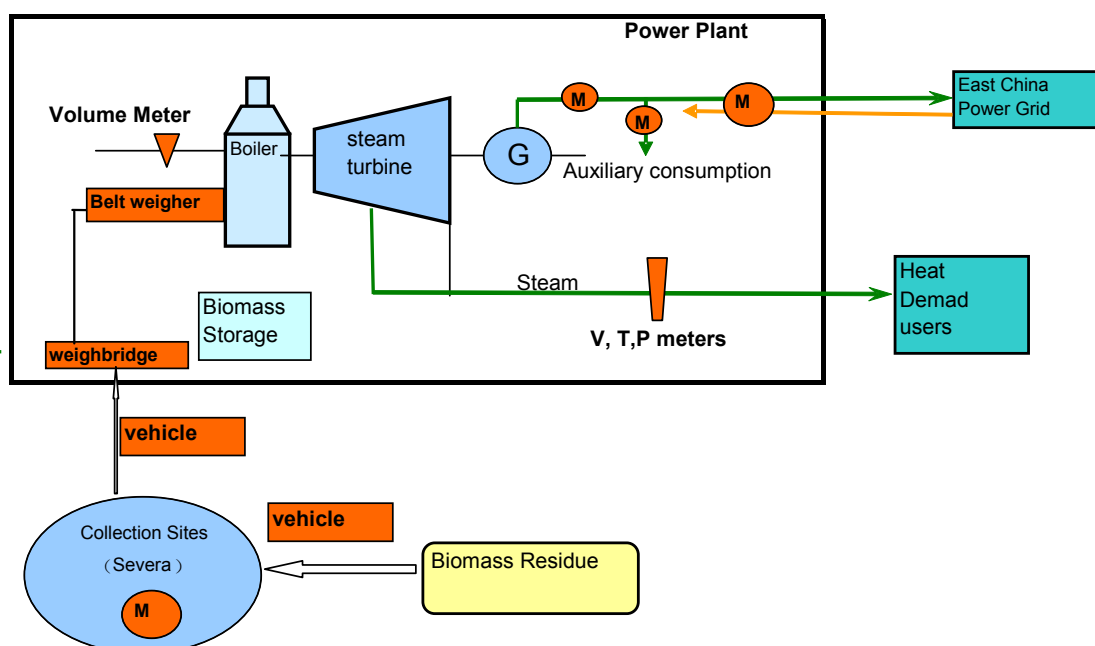 Power Plant
East China
Power Grid
M
M
M
Volume Meter
Boiler
steam
turbine
G
Auxiliary consumption
Belt weigher
Heat
Demad
users
Steam
Biomass
Storage
V, T,P meters
weighbridge
vehicle
vehicle
Collection Sites
（Severa）
Biomass Residue
M